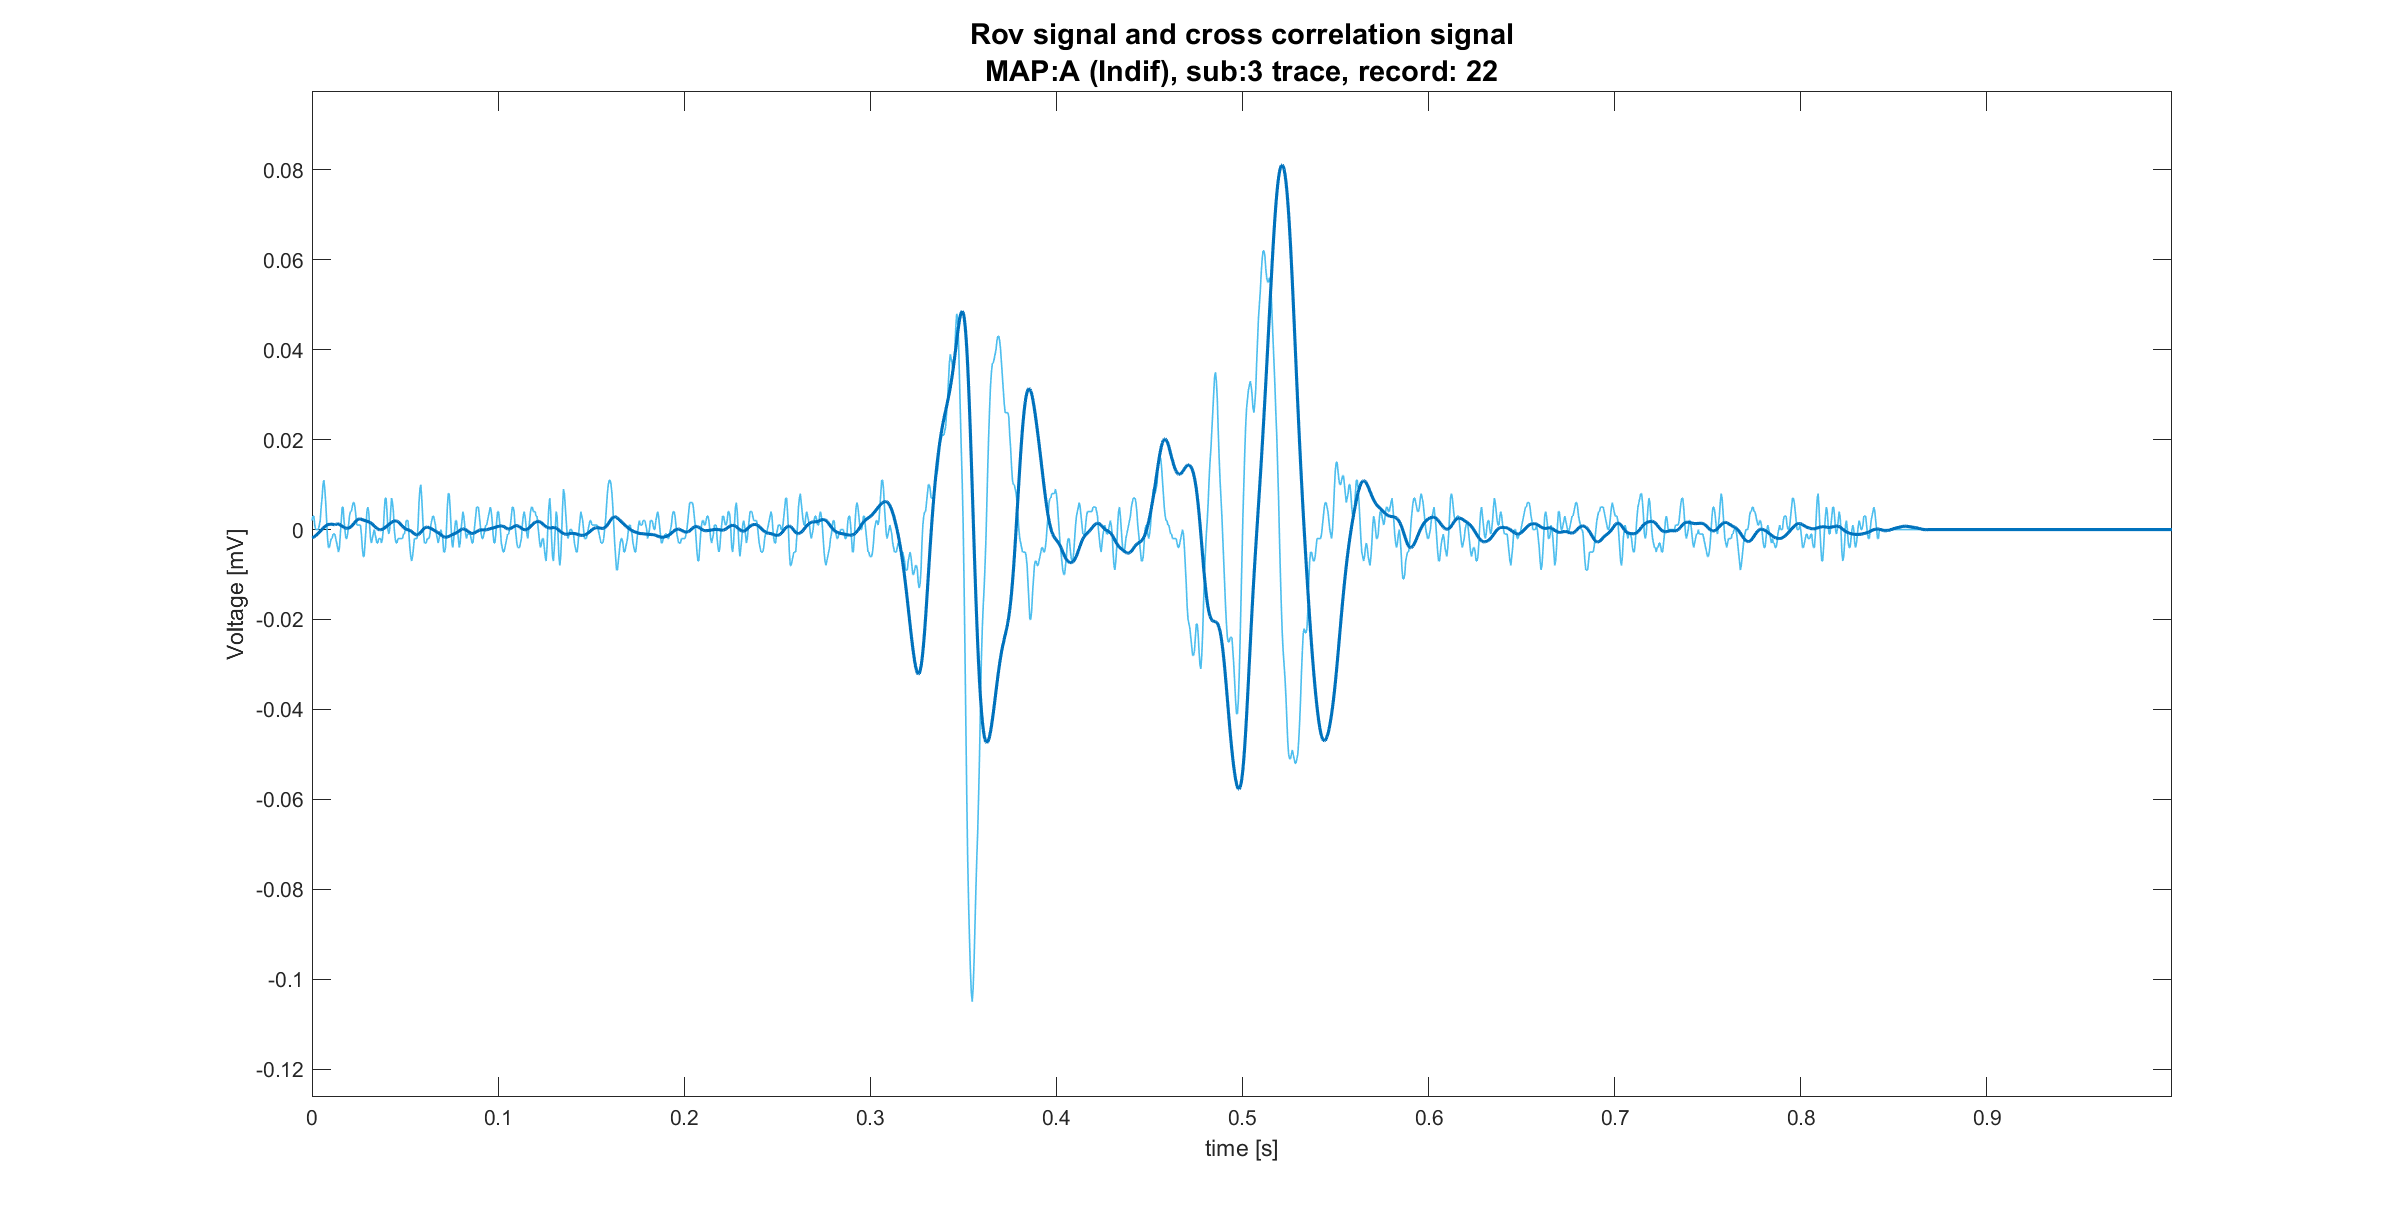 Rov signal and cross correlation signal
MAP:A (Indif), sub:3 trace, record: 22
0.08
0.06
0.04
0.02
0
-0.02
-0.04
-0.06
-0.08
-0.1
-0.12
Voltage [mV]
0 0.1 0.2 0.3 0.4 0.5 0.6 0.7 0.8 0.9
time [s]